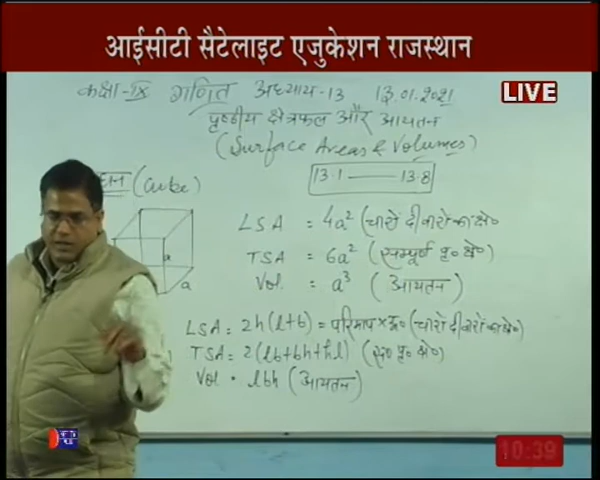 आईसीटी सैटेलाइट एजुकेशन राजस्थान
LIVE
कक्षा-IX गणित अध्याय-13 13.01.2021
पृष्ठीय क्षेत्रफल और आयतन
(Surface Areas & Volumes)
13.1 —— 13.8
घन (Cube)
LSA = 4a² (चारों दीवारों का क्षे०)
TSA = 6a² (सम्पूर्ण पृ० क्षे०)
Vol. = a³ (आयतन)
a
a
LSA = 2h(l+b) = परिमाप × ऊँ० (चारों दीवारों का क्षे०)
TSA = 2(lb+bh+hl) (स० पृ० क्षे०)
Vol. lbh (आयतन)
10:39